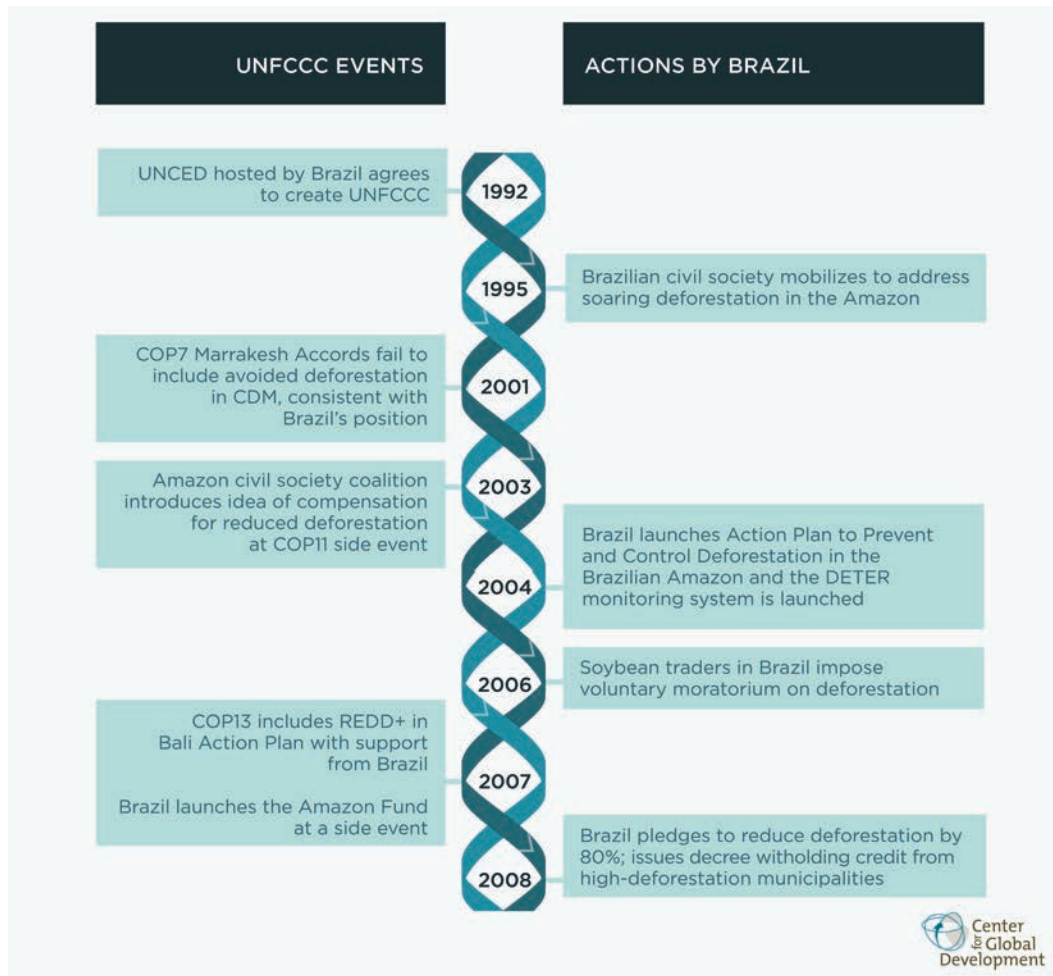 UNFCCC EVENTS
ACTIONS BY BRAZIL
UNCED hosted by Brazil agrees
to create UNFCCC
1992
1995
Brazilian civil society mobilizes to address
soaring deforestation in the Amazon
COP7 Marrakesh Accords fail to
include avoided deforestation
in CDM, consistent with
Brazil's position
2001
Amazon civil society coalition
introduces idea of compensation
for reduced deforestation
at COP11 side event
2003
2004
Brazil launches Action Plan to Prevent
and Control Deforestation in the
Brazilian Amazon and the DETER
monitoring system is launched
2006
Soybean traders in Brazil impose
voluntary moratorium on deforestation
COP13 includes REDD+ in
Bali Action Plan with support
from Brazil
Brazil launches the Amazon Fund
at a side event
2007
2008
Brazil pledges to reduce deforestation by
80%; issues decree witholding credit from
high-deforestation municipalities
Center
for Global
Development